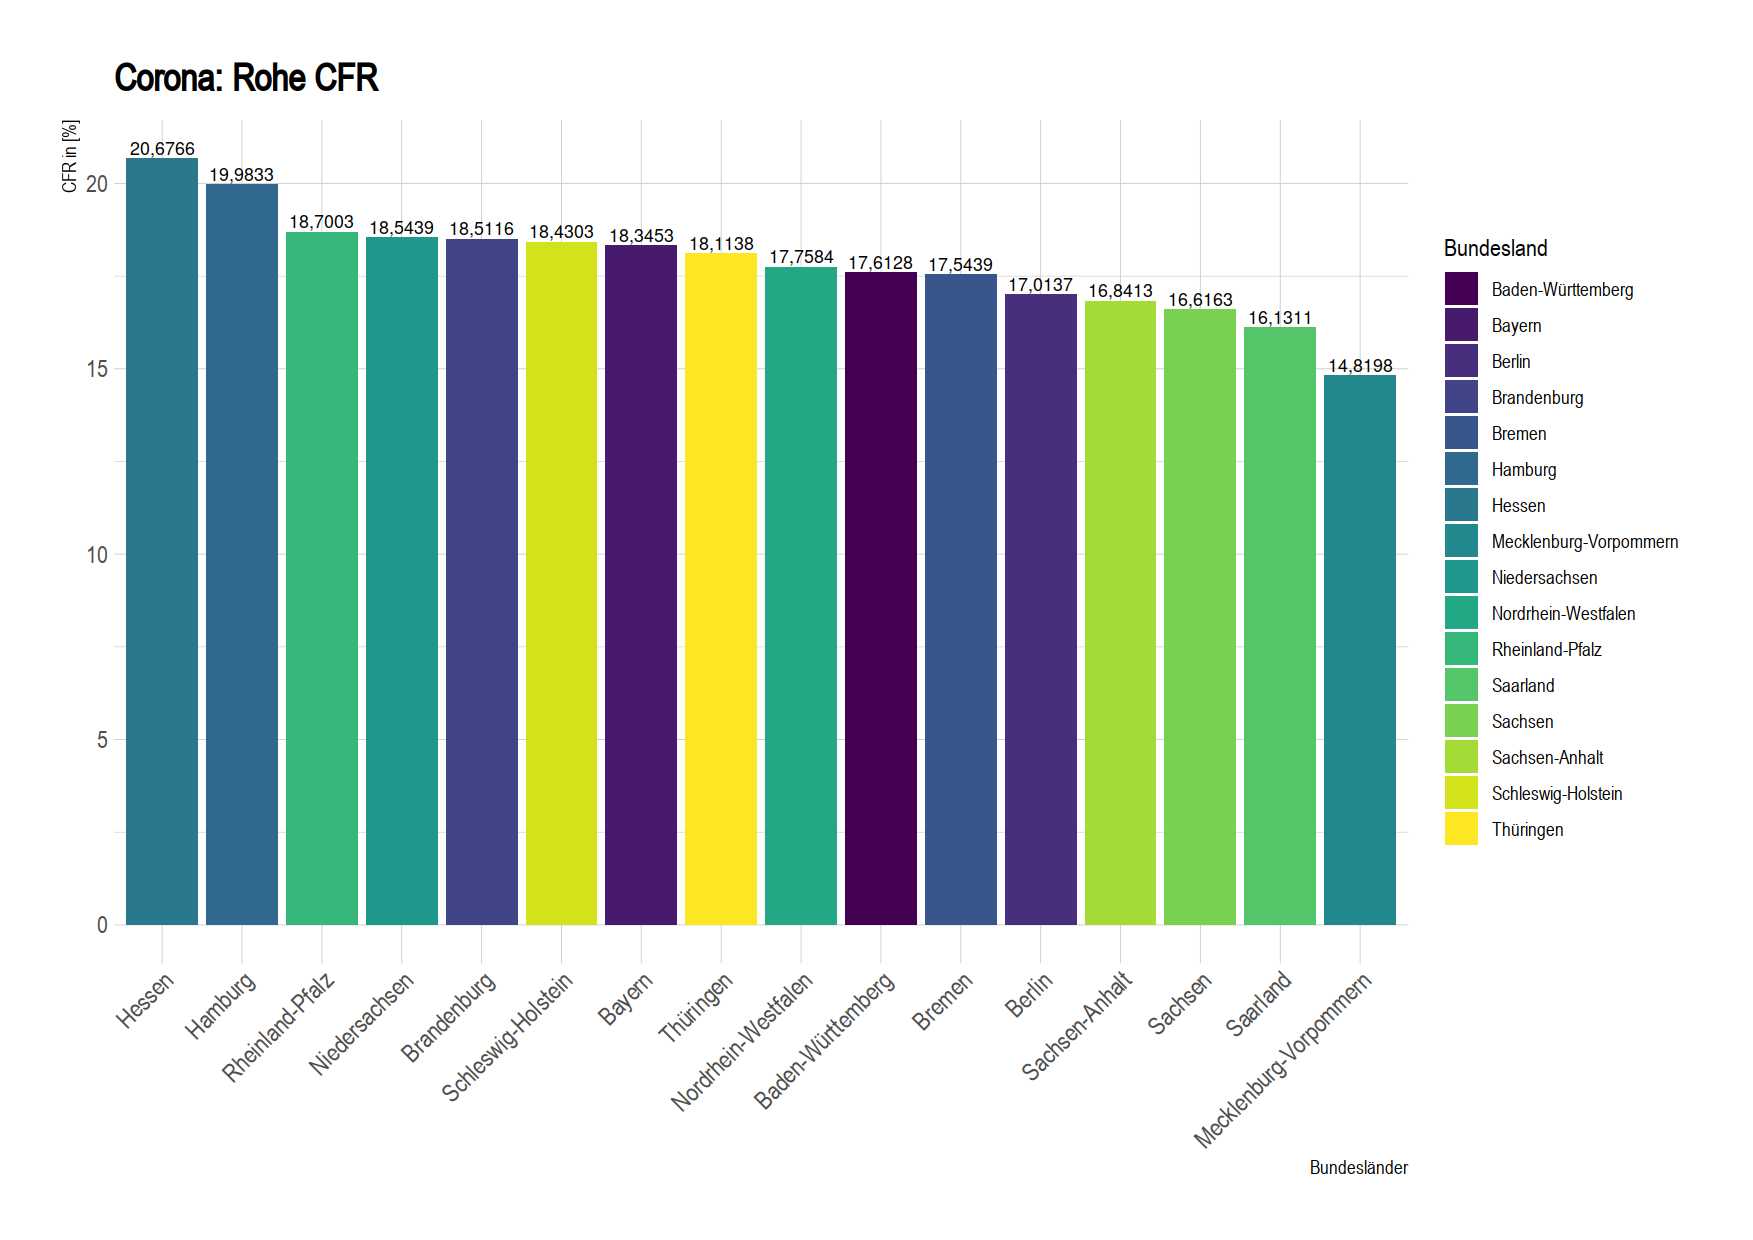 Corona: Rohe CFR
CFR in [%]
20
15
10
5
0
20,6766
19,9833
18,7003
18,5439
18,5116
18,4303
18,3453
18,1138
17,7584
17,6128
17,5439
17,0137
16,8413
16,6163
16,1311
14,8198
Hessen
Hamburg
Rheinland-Pfalz
Niedersachsen
Brandenburg
Schleswig-Holstein
Bayern
Thüringen
Nordrhein-Westfalen
Baden-Württemberg
Bremen
Berlin
Sachsen-Anhalt
Sachsen
Saarland
Mecklenburg-Vorpommern
Bundesländer
Bundesland
Baden-Württemberg
Bayern
Berlin
Brandenburg
Bremen
Hamburg
Hessen
Mecklenburg-Vorpommern
Niedersachsen
Nordrhein-Westfalen
Rheinland-Pfalz
Saarland
Sachsen
Sachsen-Anhalt
Schleswig-Holstein
Thüringen